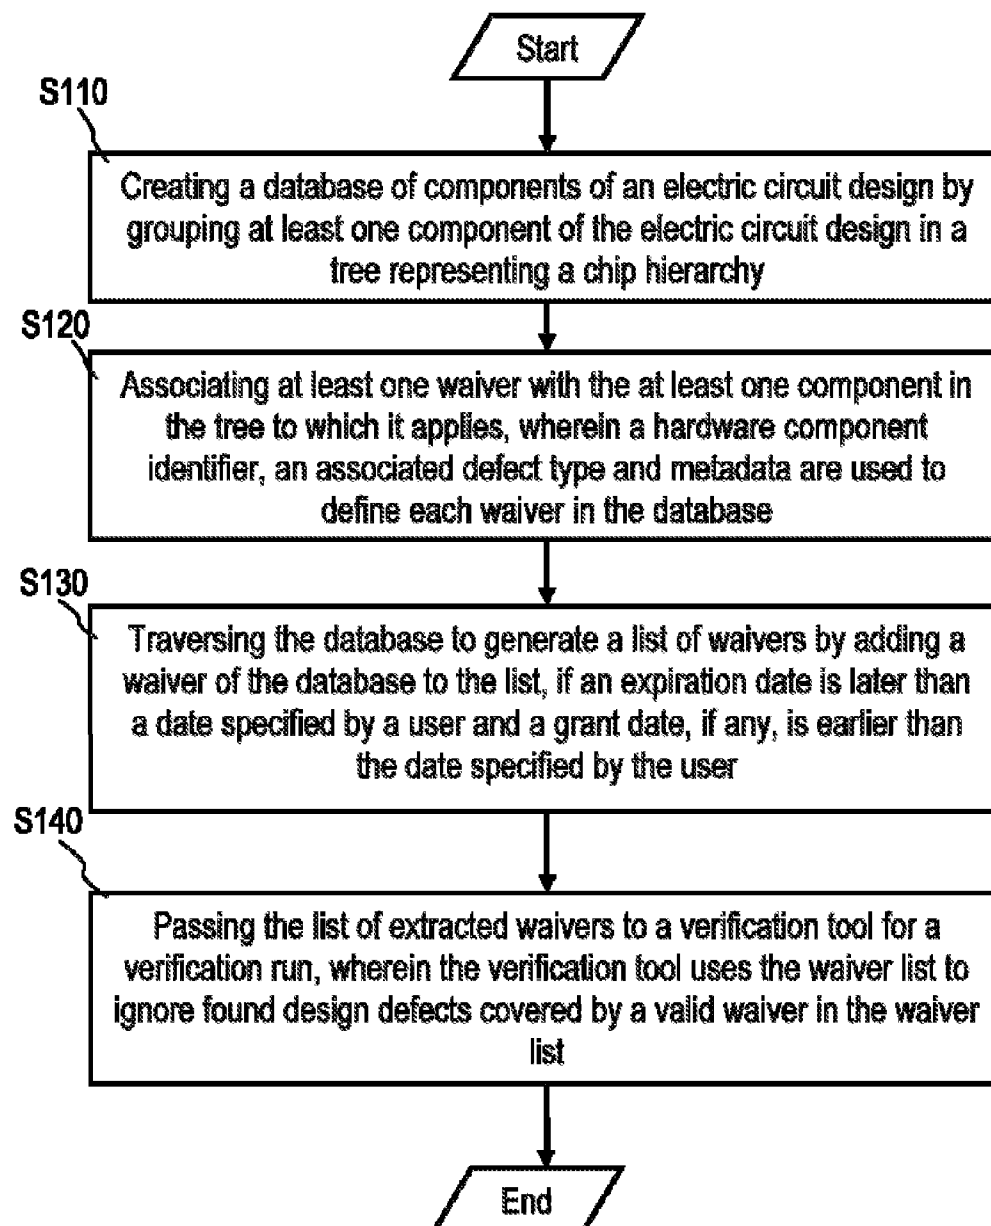 Start
S110
Creating a database of components of an electric circuit design by
grouping at least one component of the electric circuit design in a
tree representing a chip hierarchy
S120
Associating at least one waiver with the at least one component in
the tree to which it applies, wherein a hardware component
identifier, an associated defect type and metadata are used to
define each waiver in the database
S130
Traversing the database to generate a list of waivers by adding a
waiver of the database to the list, if an expiration date is later than
a date specified by a user and a grant date, if any, is earlier than
the date specified by the user
S140
Passing the list of extracted waivers to a verification tool for a
verification run, wherein the verification tool uses the waiver list to
ignore found design defects covered by a valid waiver in the waiver
list
End